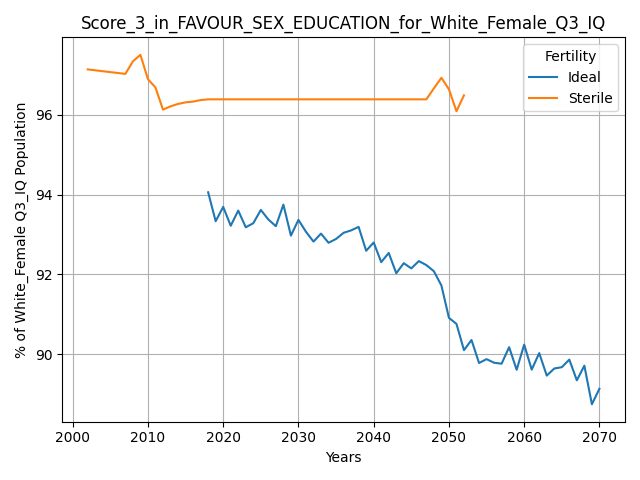 Score_3_in_FAVOUR_SEX_EDUCATION_for_White_Female_Q3_IQ
Fertility
Ideal
Sterile
% of White_Female Q3_IQ Population
96
94
92
90
2000
2010
2020
2030
2040
2050
2060
2070
Years